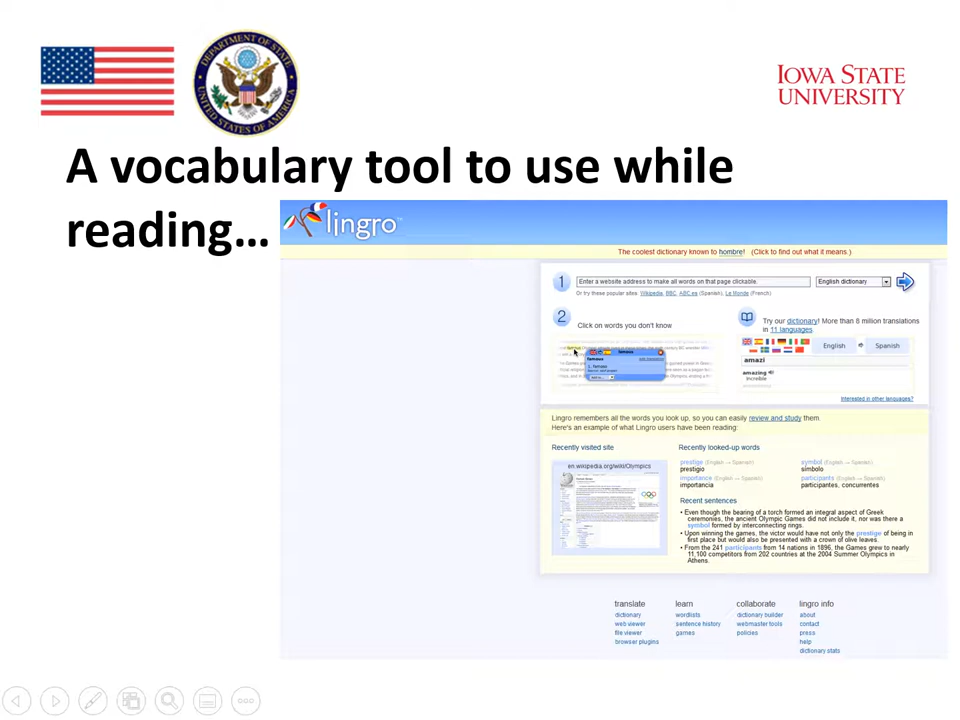 DEPARTMENT OF STATE
UNITED STATES OF AMERICA
IOWA STATE
UNIVERSITY
A vocabulary tool to use while
reading…
lingro™
The coolest dictionary known to hombre! (Click to find out what it means.)
1
Enter a website address to make all words on that page clickable.
English dictionary
Or try these popular sites: Wikipedia, BBC, ABC.es (Spanish), Le Monde (French)
2
Click on words you don't know
famous
1. famoso
Try our dictionary! More than 8 million translations
in 11 languages.
English
Spanish
amazi
amazing
increíble
Interested in other languages?
Lingro remembers all the words you look up, so you can easily review and study them.
Here's an example of what Lingro users have been reading:
Recently visited site
en.wikipedia.org/wiki/Olympics
Recently looked-up words
prestige (English → Spanish)
prestigio
symbol (English → Spanish)
símbolo
importance (English → Spanish)
importancia
participants (English → Spanish)
participantes, concurrentes
Recent sentences
• Even though the bearing of a torch formed an integral aspect of Greek
ceremonies, the ancient Olympic Games did not include it, nor was there a
symbol formed by interconnecting rings.
• Upon winning the games, the victor would have not only the prestige of being in
first place but would also be presented with a crown of olive leaves.
• From the 241 participants from 14 nations in 1896, the Games grew to nearly
11,100 competitors from 202 countries at the 2004 Summer Olympics in
Athens.
translate
dictionary
web viewer
file viewer
browser plugins
learn
wordlists
sentence history
games
collaborate
dictionary builder
webmaster tools
policies
lingro info
about
contact
press
help
dictionary stats